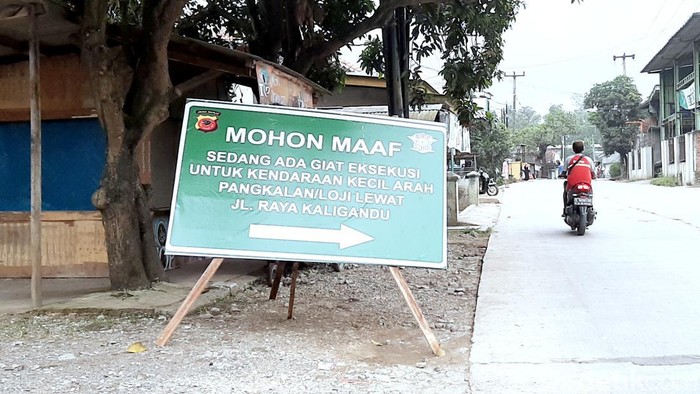 MOHON MAAF
SEDANG ADA GIAT EKSEKUSI
UNTUK KENDARAAN KECIL ARAH
PANGKALAN/LOJI LEWAT
JL. RAYA KALIGANDU